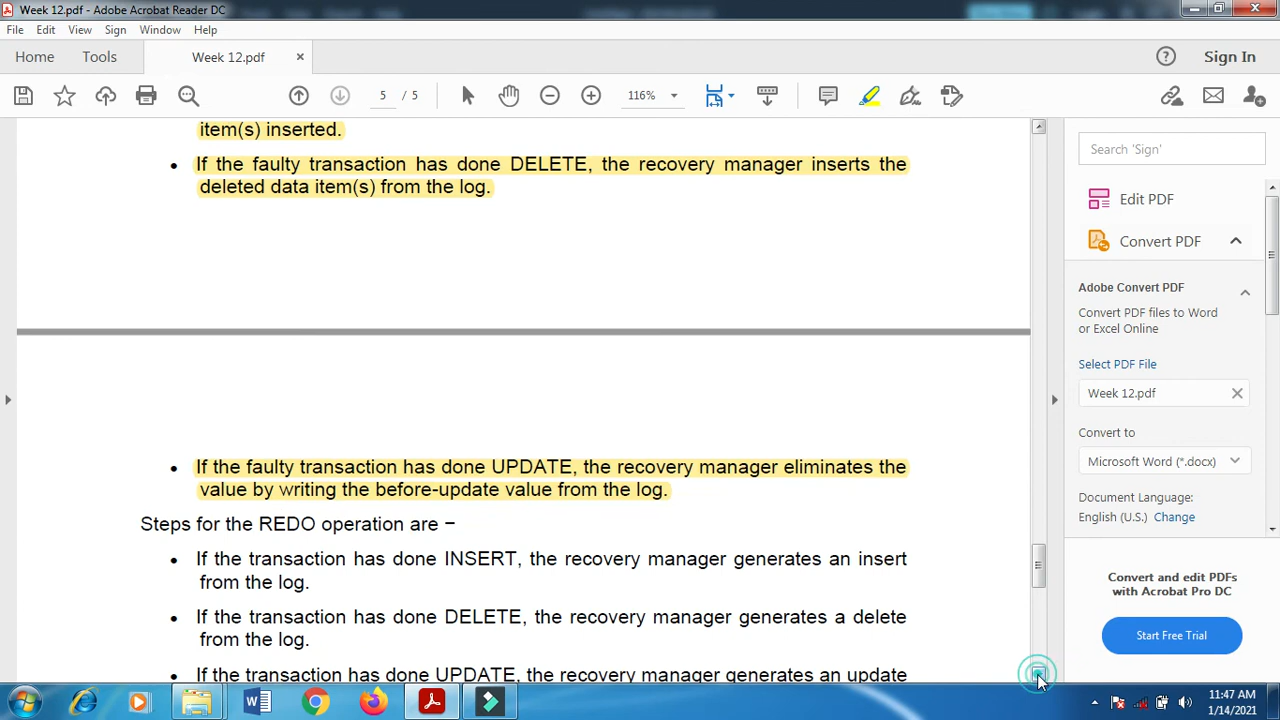 Week 12.pdf - Adobe Acrobat Reader DC
File Edit View Sign Window Help
Home Tools Week 12.pdf × Sign In
5 / 5 116%
item(s) inserted.
• If the faulty transaction has done DELETE, the recovery manager inserts the
deleted data item(s) from the log.
• If the faulty transaction has done UPDATE, the recovery manager eliminates the
value by writing the before-update value from the log.
Steps for the REDO operation are −
• If the transaction has done INSERT, the recovery manager generates an insert
from the log.
• If the transaction has done DELETE, the recovery manager generates a delete
from the log.
• If the transaction has done UPDATE, the recovery manager generates an update
Search 'Sign'
Edit PDF
Convert PDF
Adobe Convert PDF
Convert PDF files to Word
or Excel Online
Select PDF File
Week 12.pdf
Convert to
Microsoft Word (*.docx)
Document Language:
English (U.S.) Change
Convert and edit PDFs
with Acrobat Pro DC
Start Free Trial
11:47 AM
1/14/2021